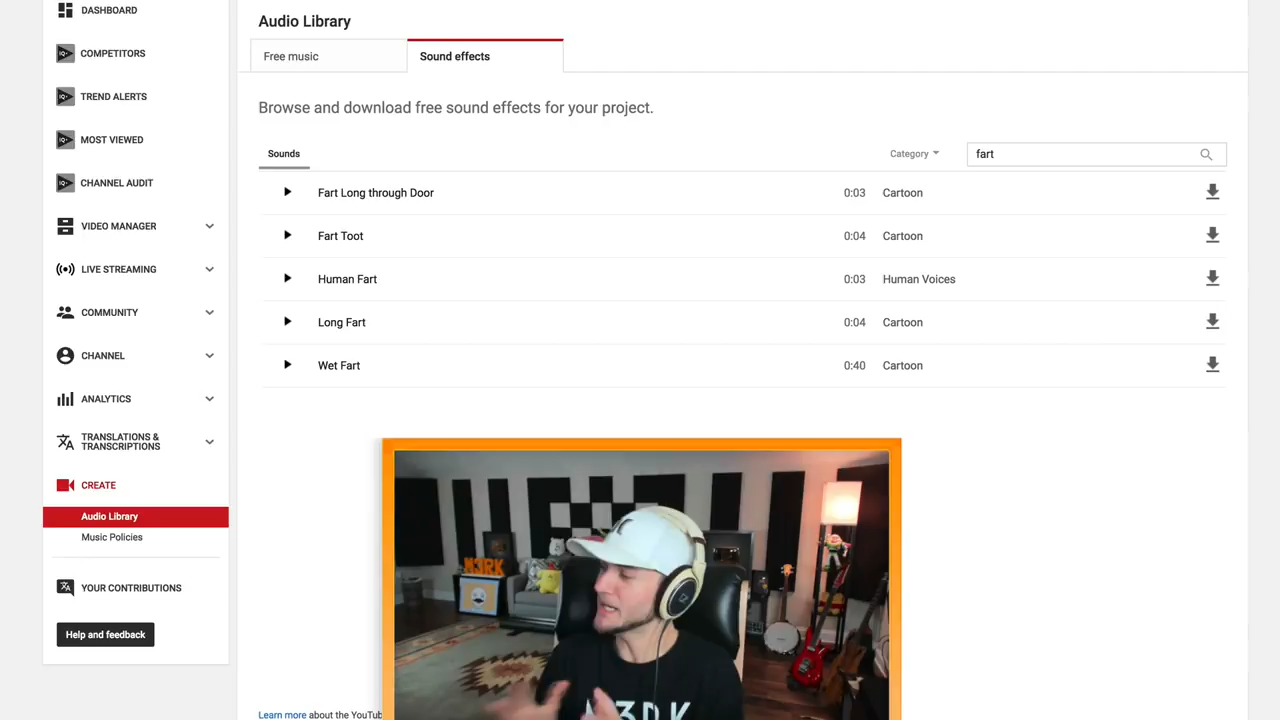 DASHBOARD
COMPETITORS
TREND ALERTS
MOST VIEWED
CHANNEL AUDIT
VIDEO MANAGER
LIVE STREAMING
COMMUNITY
CHANNEL
ANALYTICS
TRANSLATIONS &
TRANSCRIPTIONS
CREATE
Audio Library
Music Policies
YOUR CONTRIBUTIONS
Help and feedback
Audio Library
Free music Sound effects
Browse and download free sound effects for your project.
Sounds Category fart
Fart Long through Door 0:03 Cartoon
Fart Toot 0:04 Cartoon
Human Fart 0:03 Human Voices
Long Fart 0:04 Cartoon
Wet Fart 0:40 Cartoon
N3RK
Learn more about the YouTub